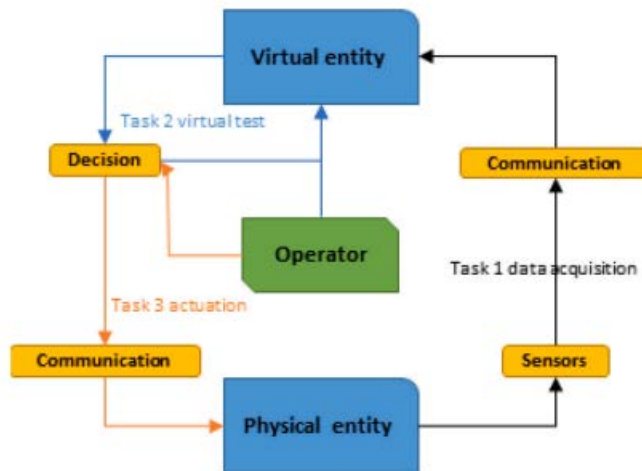 Virtual entity
Task 2 virtual test
Decision
Communication
Operator
Task 1 data acquisition
Task 3 actuation
Communication
Sensors
Physical entity